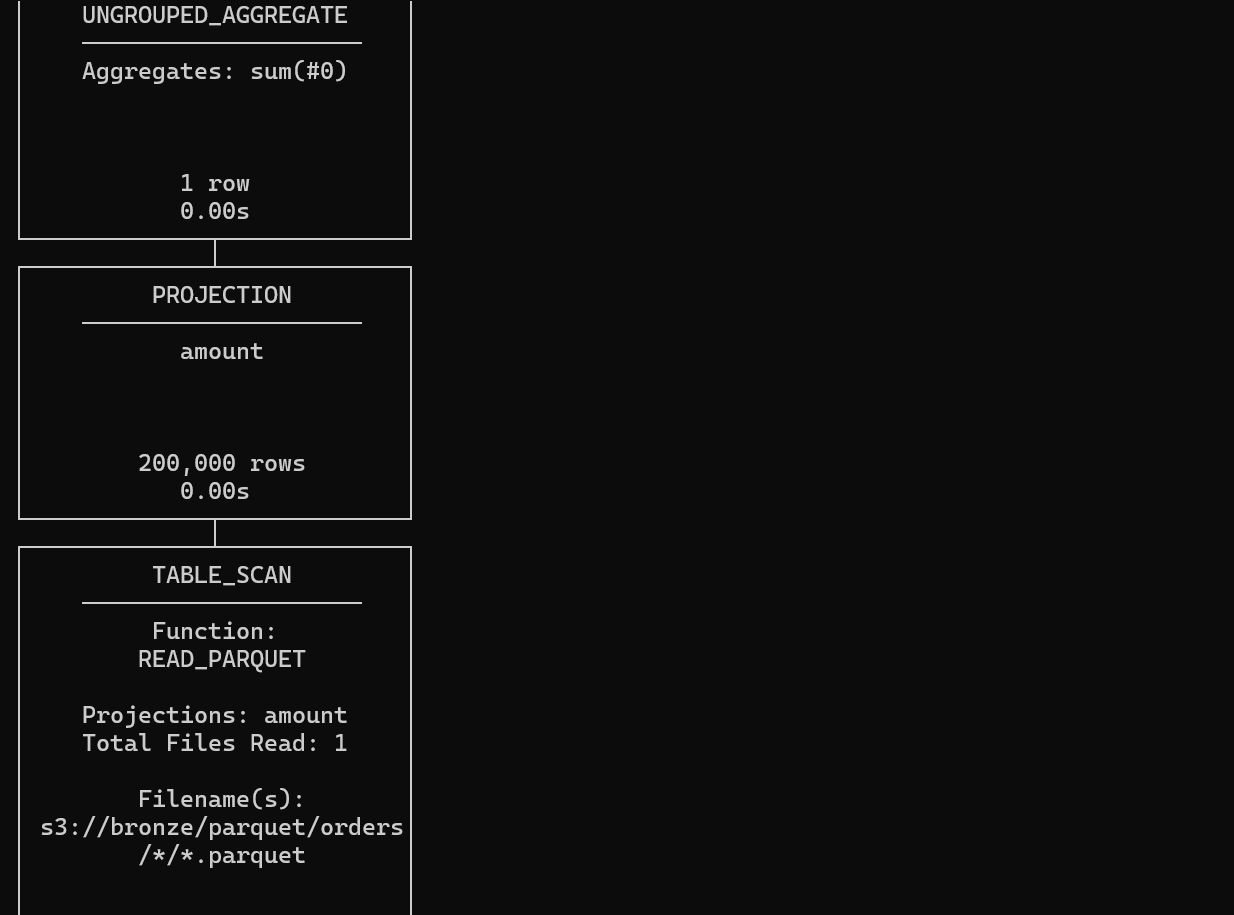 UNGROUPED_AGGREGATE
Aggregates: sum(#0)
1 row
0.00s
PROJECTION
amount
200,000 rows
0.00s
TABLE_SCAN
Function:
READ_PARQUET
Projections: amount
Total Files Read: 1
Filename(s):
s3://bronze/parquet/orders
/*/*.parquet